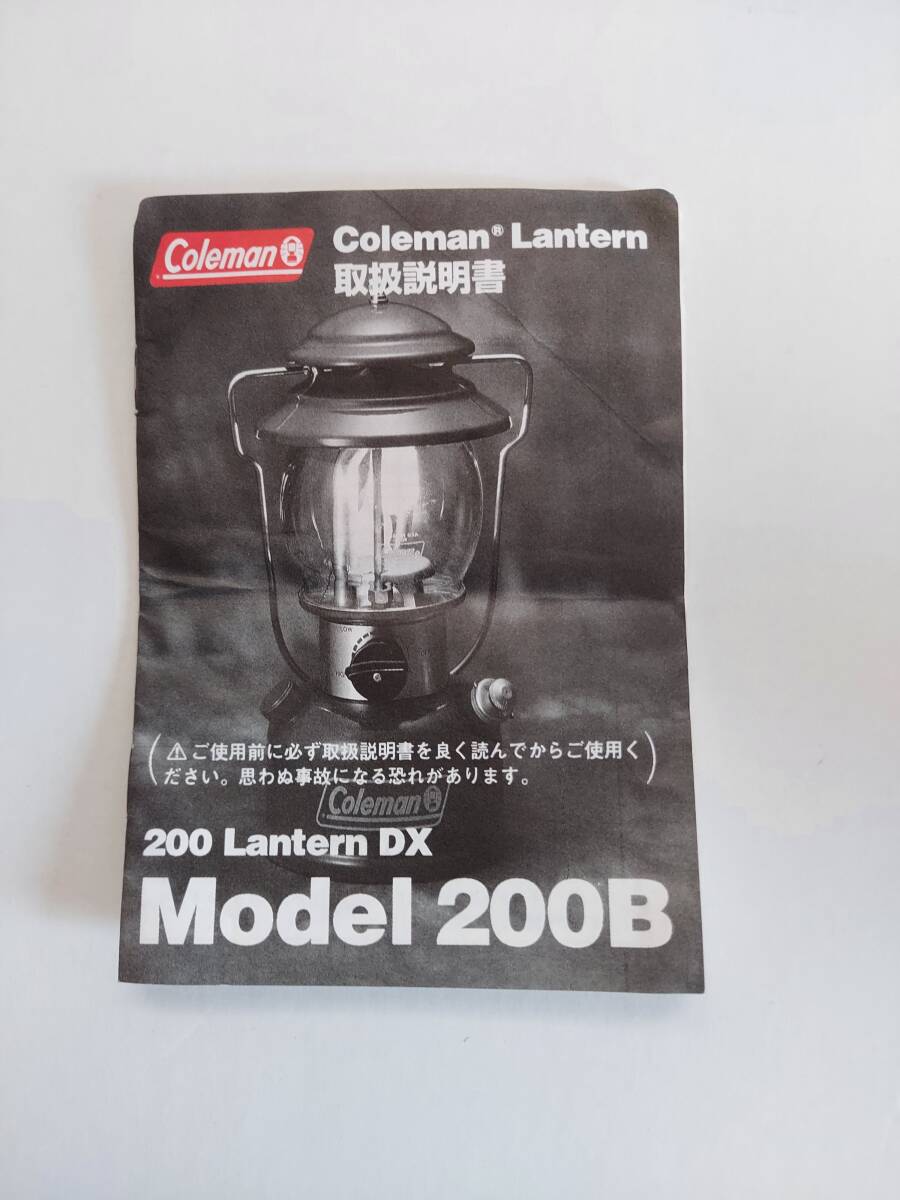 Coleman
Coleman® Lantern
取扱説明書
LOW
(⚠ご使用前に必ず取扱説明書を良く読んでからご使用く
ださい。思わぬ事故になる恐れがあります。)
Coleman
200 Lantern DX
Model 200B